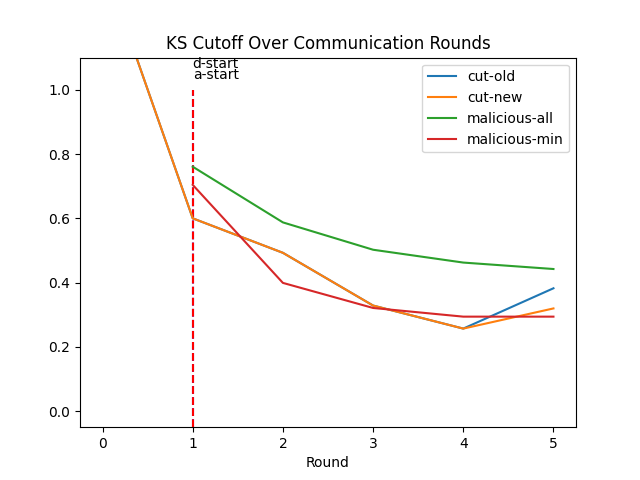 KS Cutoff Over Communication Rounds
d-start
a-start
cut-old
cut-new
malicious-all
malicious-min
1.0
0.8
0.6
0.4
0.2
0.0
0 1 2 3 4 5
Round